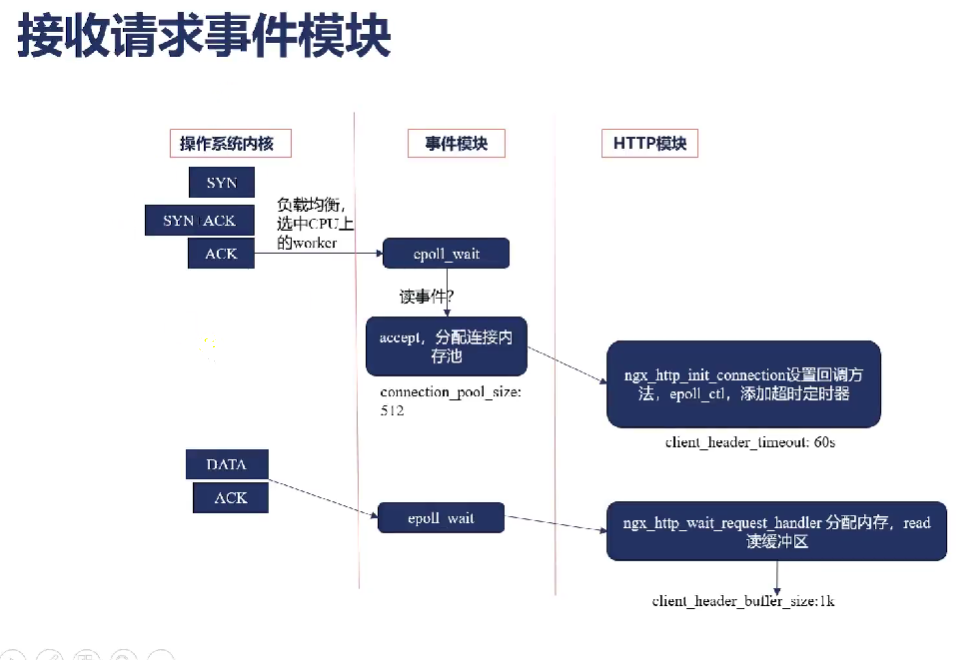 接收请求事件模块
操作系统内核
事件模块
HTTP模块
SYN
SYN ACK
ACK
负载均衡，
选中CPU上
的worker
epoll_wait
读事件?
accept，分配连接内
存池
connection_pool_size:
512
ngx_http_init_connection设置回调方
法，epoll_ctl，添加超时定时器
client_header_timeout: 60s
DATA
ACK
epoll_wait
ngx_http_wait_request_handler 分配内存，read
读缓冲区
client_header_buffer_size:1k